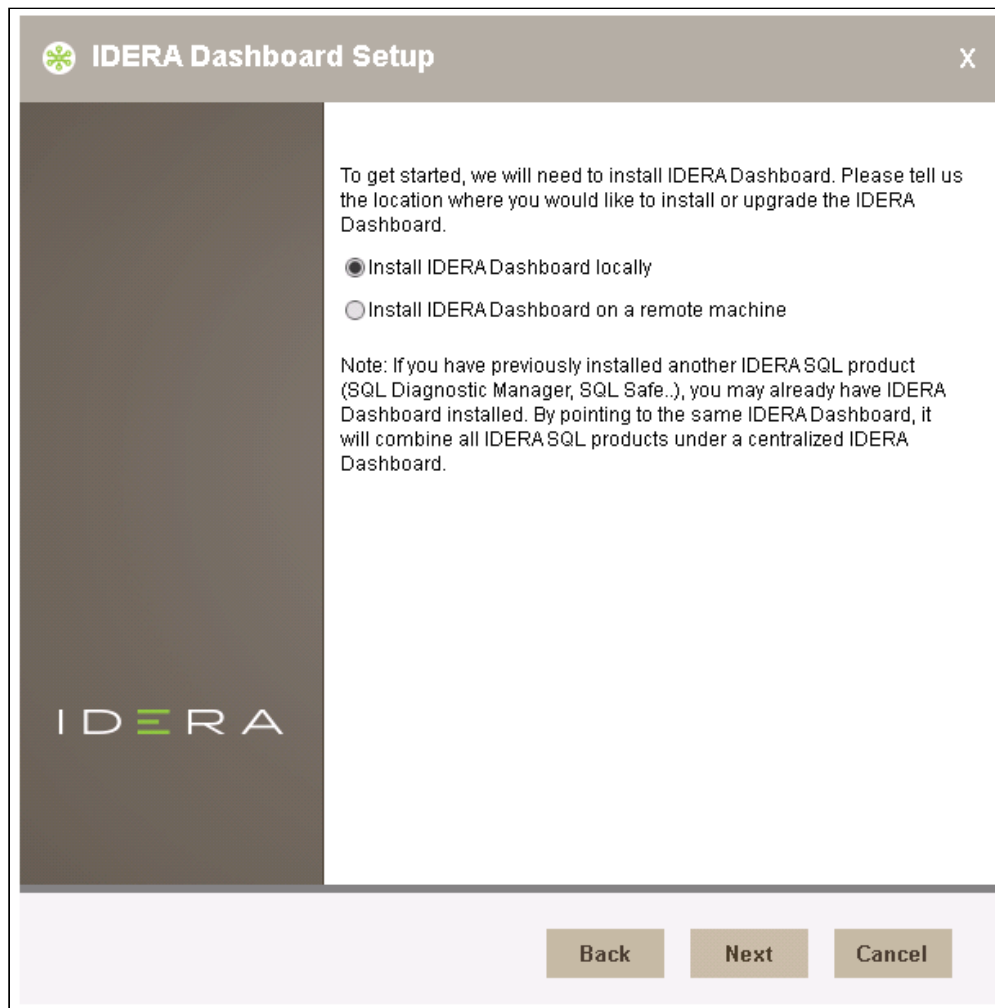 IDERA Dashboard Setup
X
To get started, we will need to install IDERA Dashboard. Please tell us
the location where you would like to install or upgrade the IDERA
Dashboard.
Install IDERA Dashboard locally
Install IDERA Dashboard on a remote machine
Note: If you have previously installed another IDERA SQL product
(SQL Diagnostic Manager, SQL Safe..), you may already have IDERA
Dashboard installed. By pointing to the same IDERA Dashboard, it
will combine all IDERA SQL products under a centralized IDERA
Dashboard.
IDERA
Back
Next
Cancel